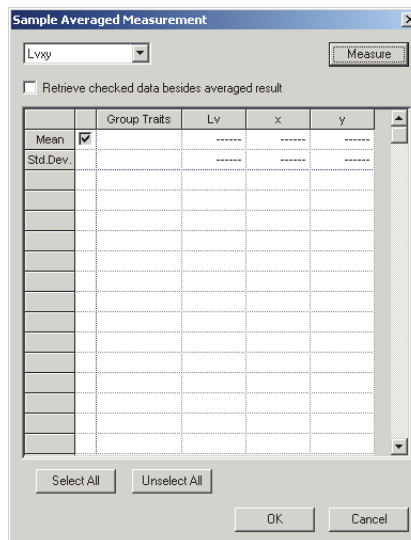 Sample Averaged Measurement
Lvxy
Measure
Retrieve checked data besides averaged result
Group Traits Lv x y
Mean ------ ------ ------
Std.Dev. ------ ------ ------
Select All Unselect All
OK Cancel